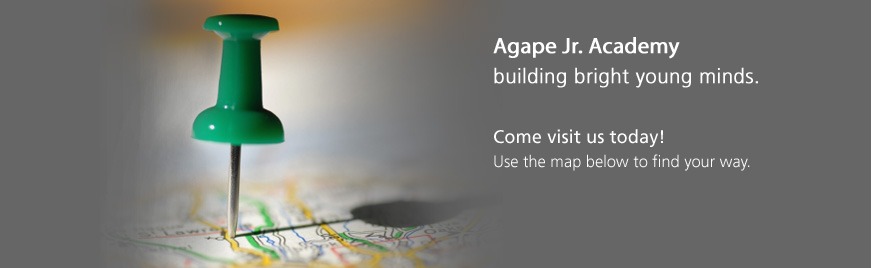 Agape Jr. Academy
building bright young minds.
Come visit us today!
Use the map below to find your way.